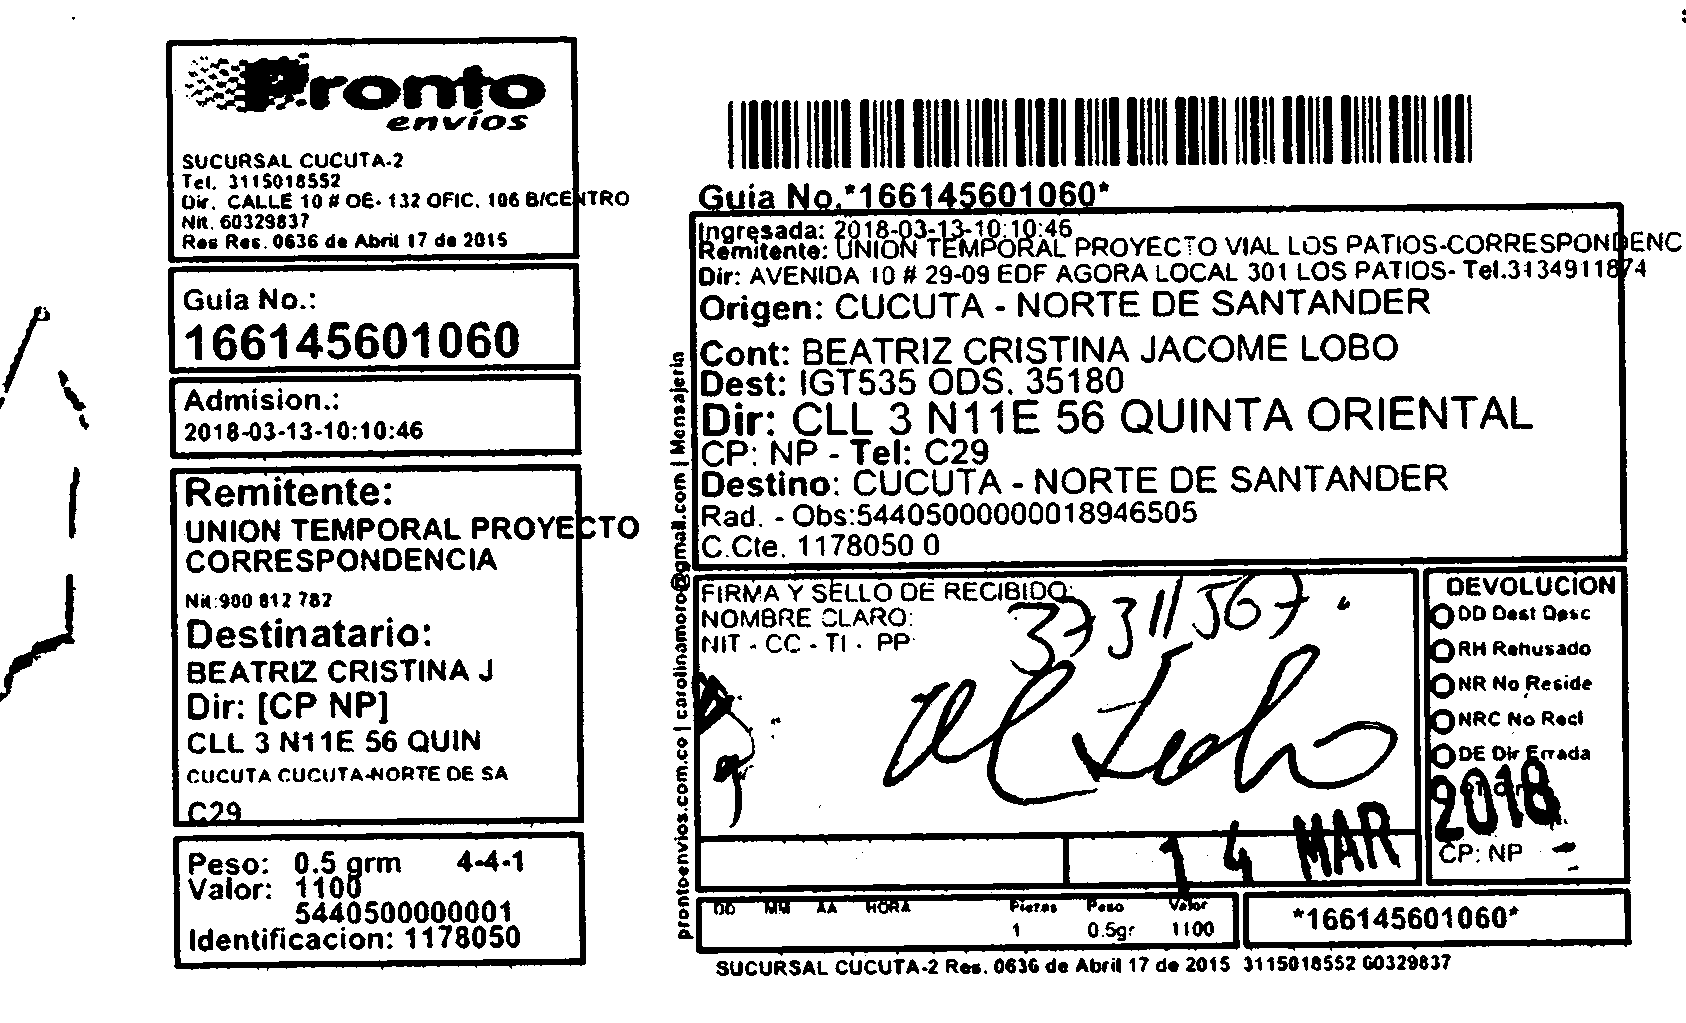 Pronto
envíos
SUCURSAL CUCUTA-2
Tel. 3115018552
Dir. CALLE 10 # OE- 132 OFIC. 106 B/CENTRO
Nit. 60329837
Res Res. 0636 de Abril 17 de 2015
Guia No.:
166145601060
Admision.:
2018-03-13-10:10:46
Remitente:
UNION TEMPORAL PROYECTO
CORRESPONDENCIA
Nit:900 812 782
Destinatario:
BEATRIZ CRISTINA J
Dir: [CP NP]
CLL 3 N11E 56 QUIN
CUCUTA CUCUTA-NORTE DE SA
C29
Peso: 0.5 grm 4-4-1
Valor: 1100
5440500000001
Identificacion: 1178050
prontoenvios.com.co | carolinamoro@gmail.com | Mensajeria
Guia No.*166145601060*
Ingresada: 2018-03-13-10:10:46
Remitente: UNION TEMPORAL PROYECTO VIAL LOS PATIOS-CORRESPONDENC
Dir: AVENIDA 10 # 29-09 EDF AGORA LOCAL 301 LOS PATIOS- Tel.3134911874
Origen: CUCUTA - NORTE DE SANTANDER
Cont: BEATRIZ CRISTINA JACOME LOBO
Dest: IGT535 ODS. 35180
Dir: CLL 3 N11E 56 QUINTA ORIENTAL
CP: NP - Tel: C29
Destino: CUCUTA - NORTE DE SANTANDER
Rad. - Obs:54405000000018946505
C.Cte. 1178050 0
FIRMA Y SELLO DE RECIBIDO:
NOMBRE CLARO:
NIT - CC - TI - PP
37311567
14 MAR 2018
DEVOLUCION
DD Dest Desc
RH Rehusado
NR No Reside
NRC No Recl
DE Dir Errada
CP: NP
DD MM AA HORA Piezas Peso Valor
1 0.5gr 1100
*166145601060*
SUCURSAL CUCUTA-2 Res. 0636 de Abril 17 de 2015 3115018552 60329837